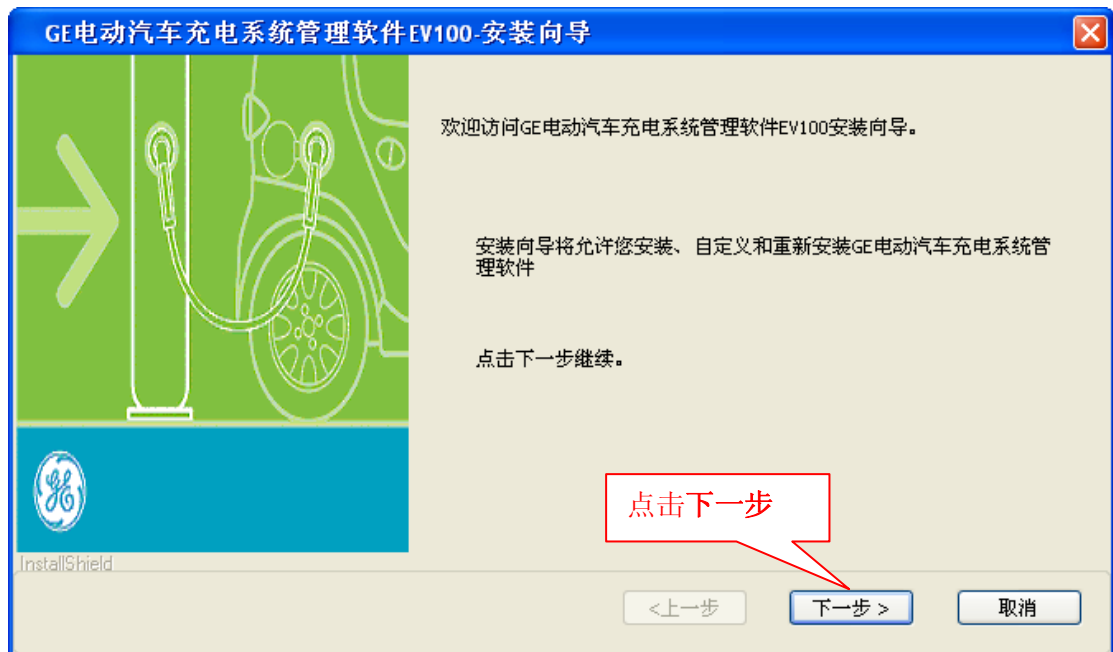 GE电动汽车充电系统管理软件EV100-安装向导
欢迎访问GE电动汽车充电系统管理软件EV100安装向导。
安装向导将允许您安装、自定义和重新安装GE电动汽车充电系统管
理软件
点击下一步继续。
GE
点击下一步
InstallShield
<上一步
下一步 >
取消